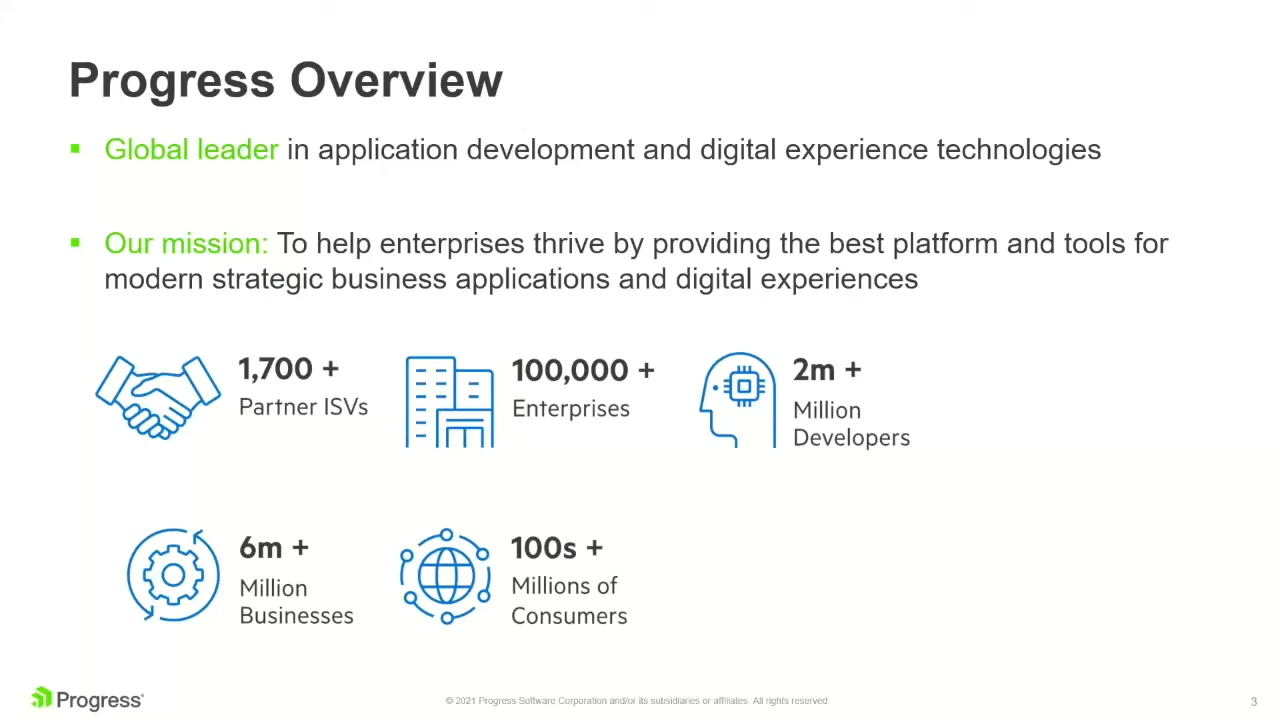 Progress Overview
▪ Global leader in application development and digital experience technologies
▪ Our mission: To help enterprises thrive by providing the best platform and tools for
modern strategic business applications and digital experiences
1,700 +
Partner ISVs
100,000 +
Enterprises
2m +
Million
Developers
6m +
Million
Businesses
100s +
Millions of
Consumers
Progress
© 2021 Progress Software Corporation and/or its subsidiaries or affiliates. All rights reserved.
3